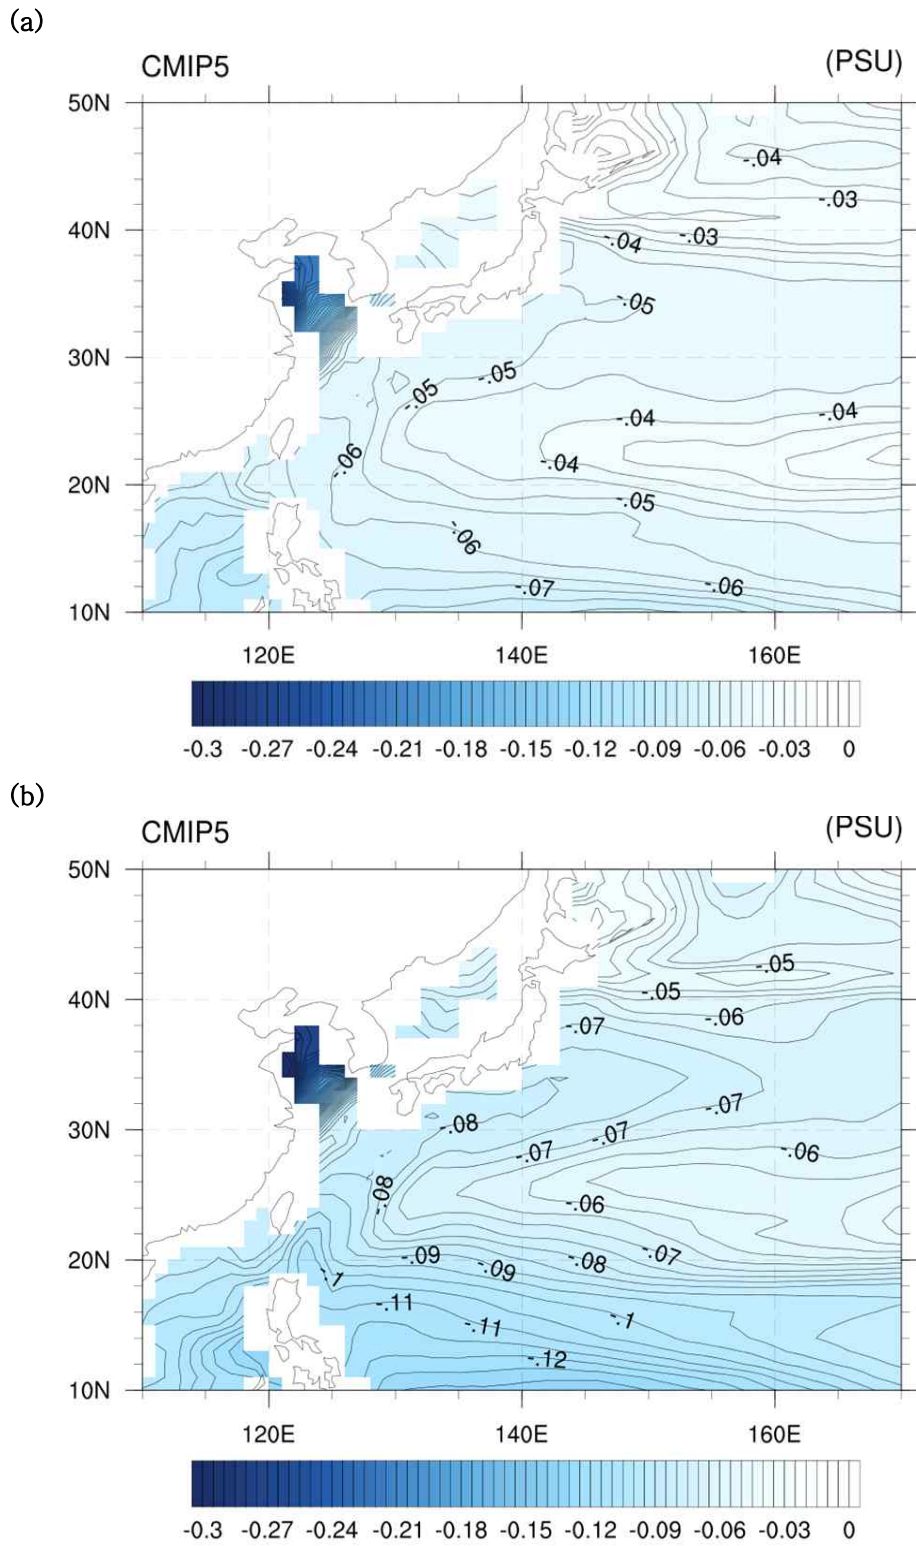 (a)
CMIP5 (PSU)
50N
-.04
-.03
40N
-.04 -.03
-.05
30N
-.05
-.05
-.04 -.04
-.06 -.04
20N
-.05
-.06
-.07 -.06
10N
120E 140E 160E
-0.3 -0.27 -0.24 -0.21 -0.18 -0.15 -0.12 -0.09 -0.06 -0.03 0
(b)
CMIP5 (PSU)
50N
-.05
-.05
40N
-.06
-.07
-.07
-.08
30N
-.07
-.07 -.06
-.08
-.06
-.07
20N
-.09 -.09 -.08
-.1
-.11
-.11 -.1
-.12
10N
120E 140E 160E
-0.3 -0.27 -0.24 -0.21 -0.18 -0.15 -0.12 -0.09 -0.06 -0.03 0